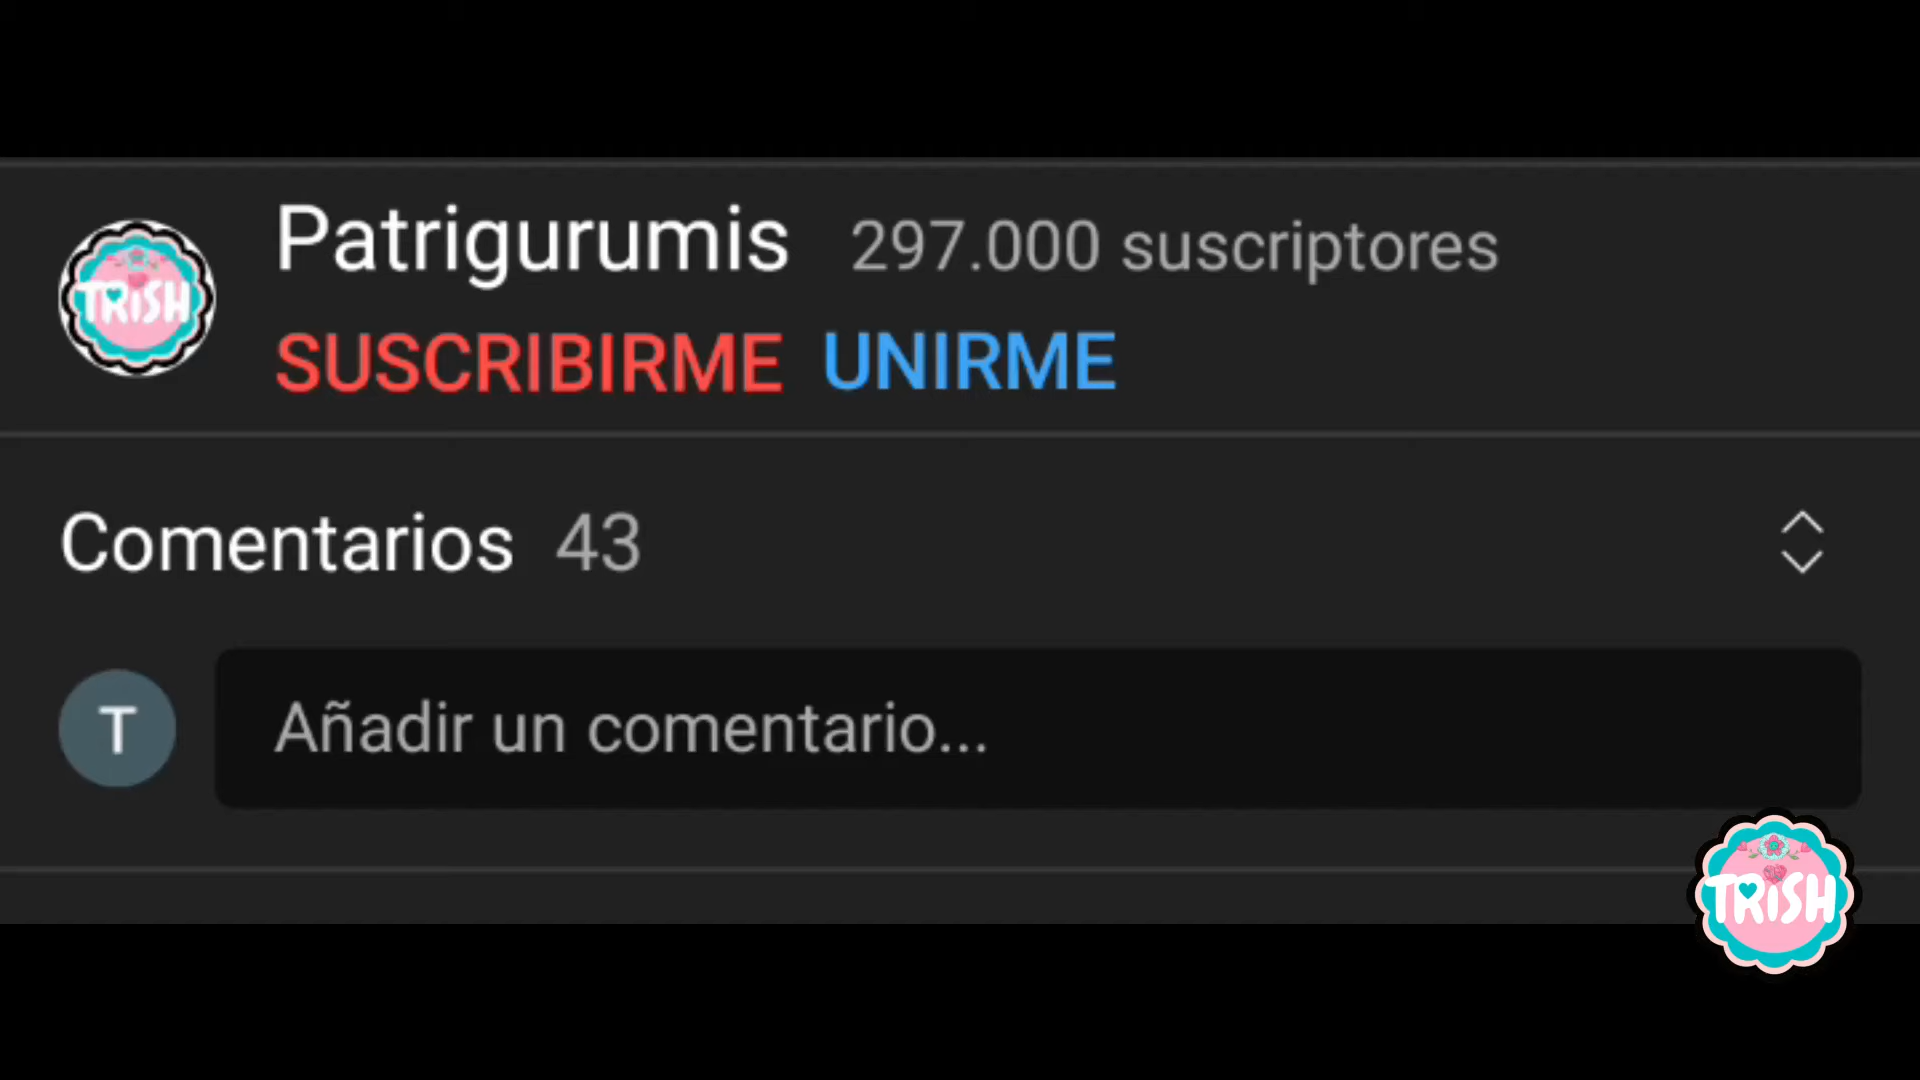 TRISH
Patrigurumis 297.000 suscriptores
SUSCRIBIRME UNIRME
Comentarios 43
T
Añadir un comentario...
TRISH